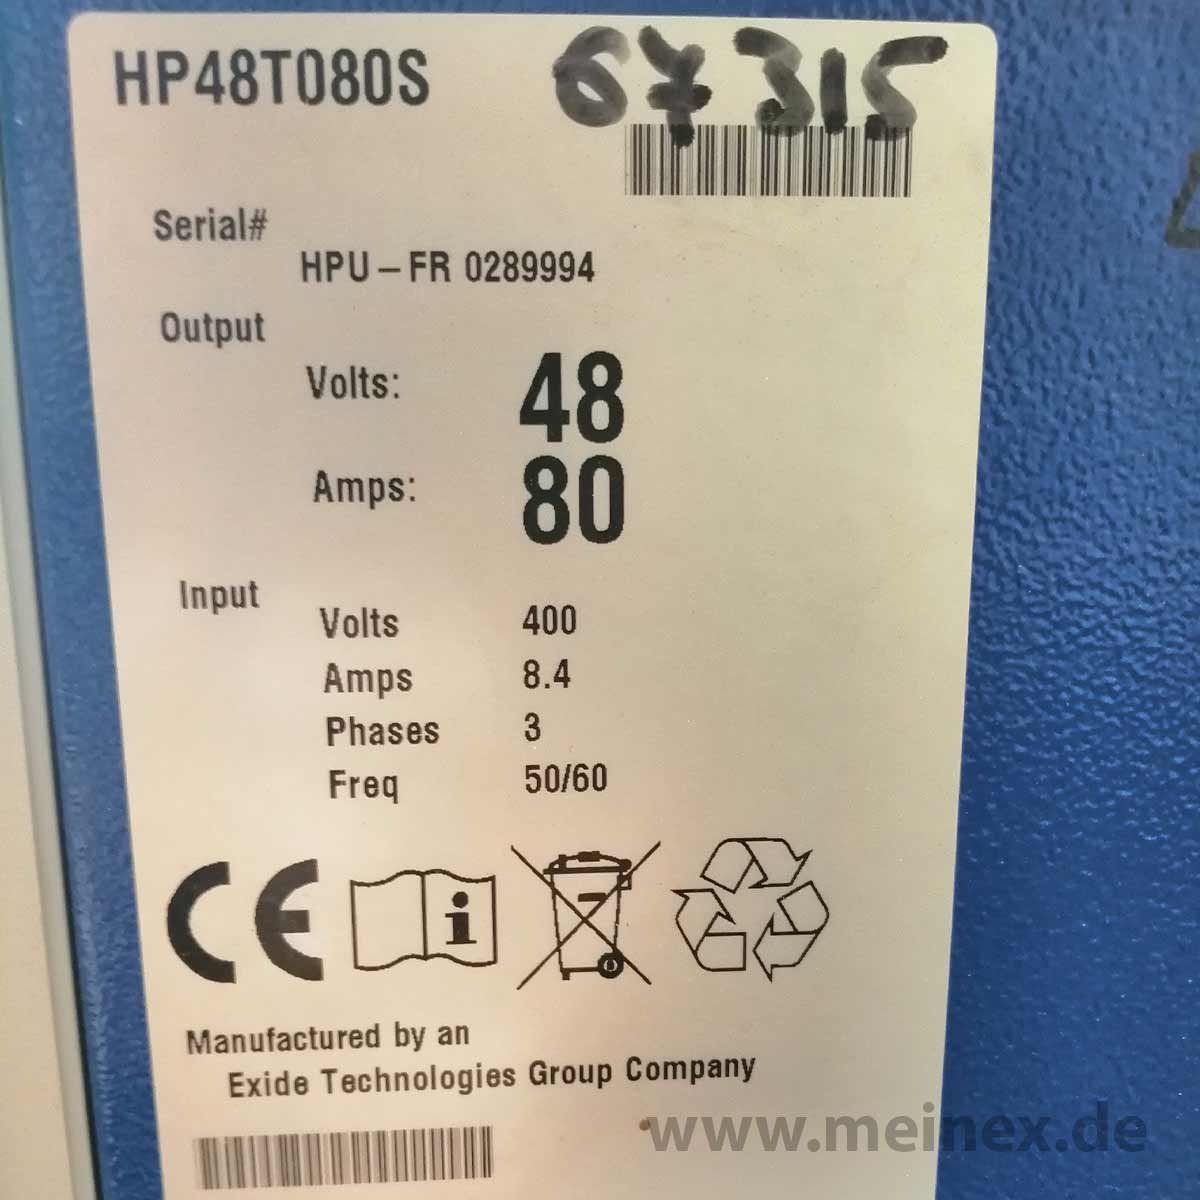 HP48T080S
67315
Serial#
HPU-FR 0289994
Output
Volts: 48
Amps: 80
Input
Volts 400
Amps 8.4
Phases 3
Freq 50/60
CE
i
Manufactured by an
Exide Technologies Group Company
www.meinex.de